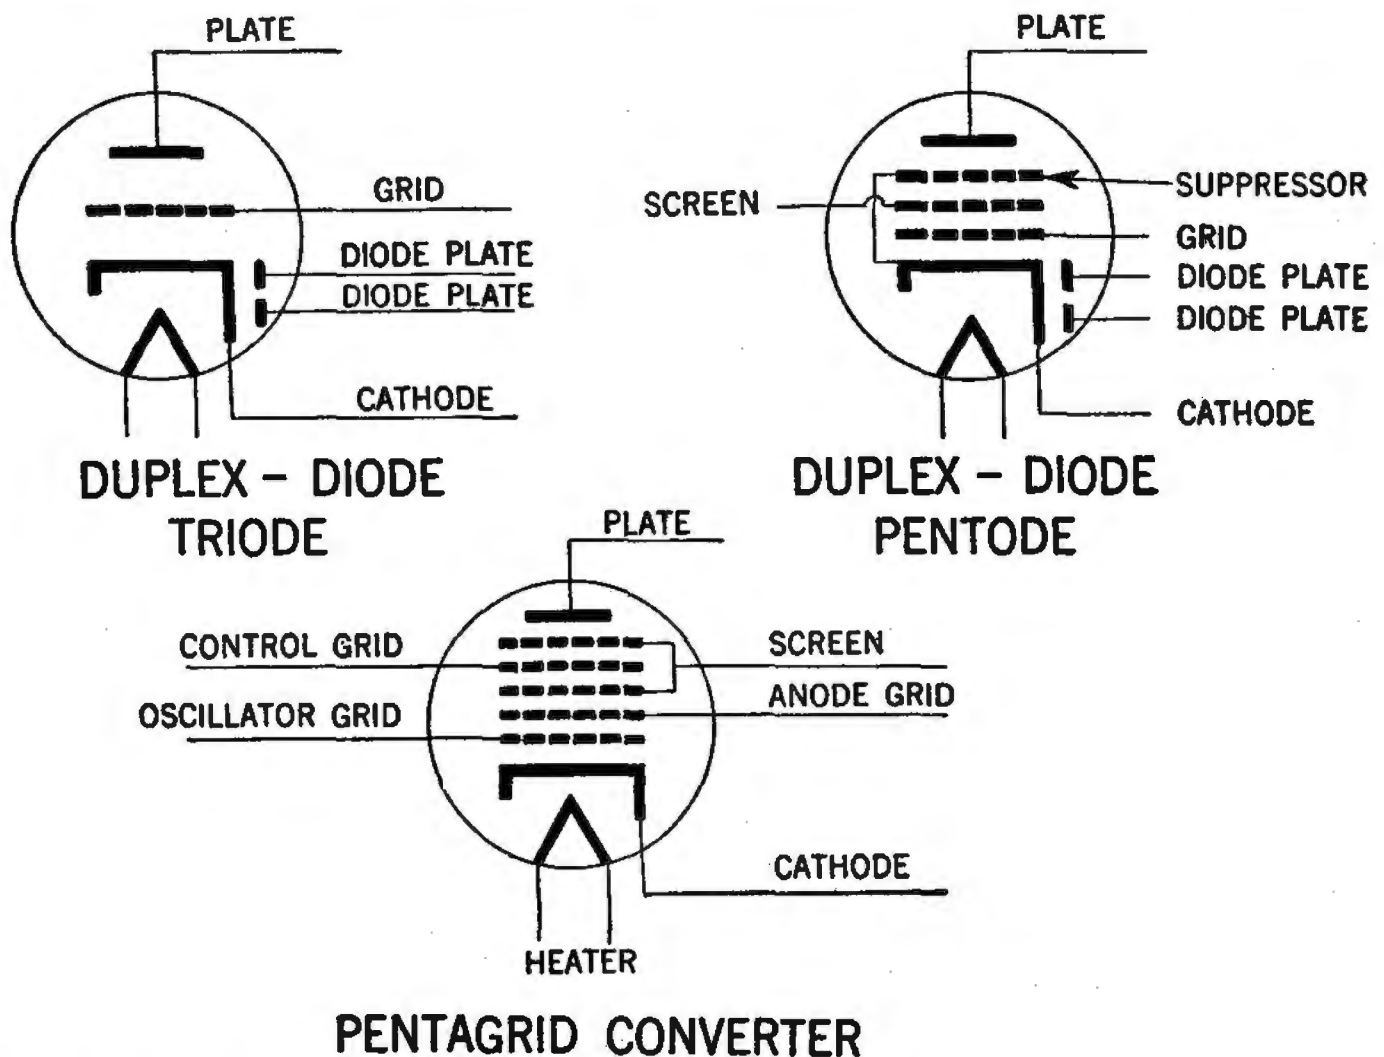 PLATE
GRID
DIODE PLATE
DIODE PLATE
CATHODE
DUPLEX - DIODE
TRIODE
PLATE
SCREEN
SUPPRESSOR
GRID
DIODE PLATE
DIODE PLATE
CATHODE
DUPLEX - DIODE
PENTODE
PLATE
CONTROL GRID
SCREEN
OSCILLATOR GRID
ANODE GRID
CATHODE
HEATER
PENTAGRID CONVERTER